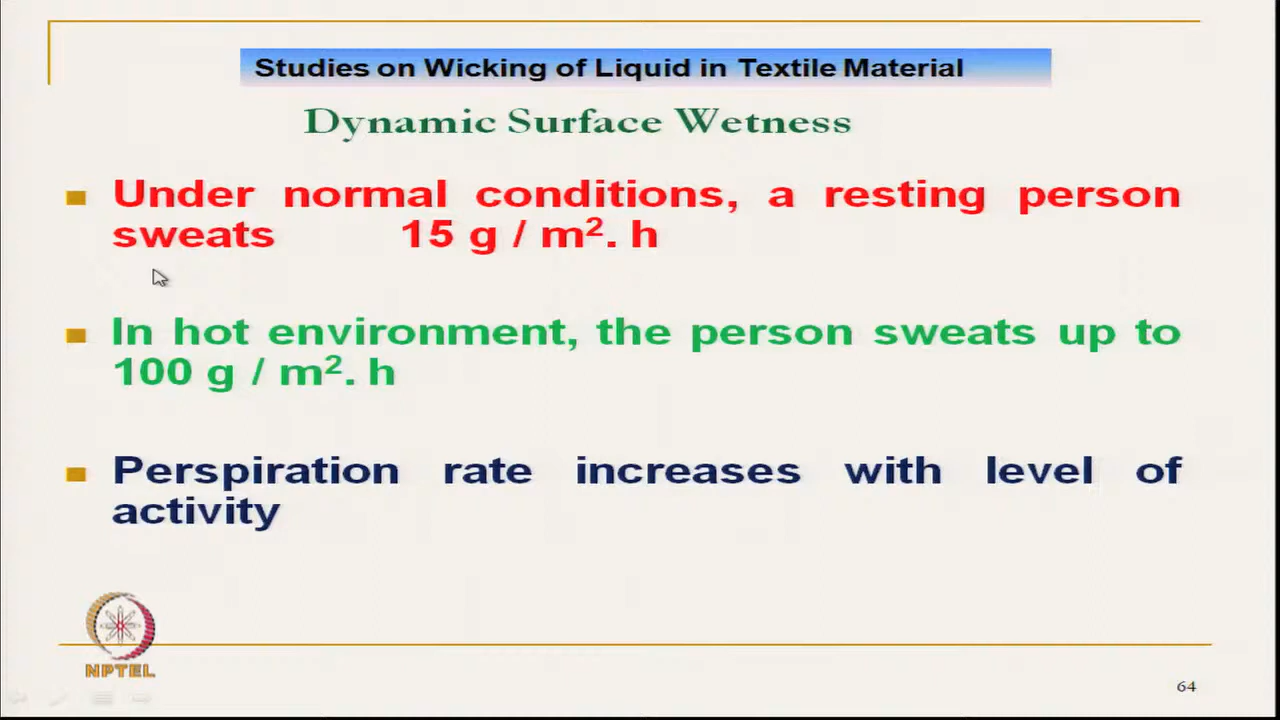 Studies on Wicking of Liquid in Textile Material
Dynamic Surface Wetness
Under normal conditions, a resting person
sweats 15 g / m². h
In hot environment, the person sweats up to
100 g / m². h
Perspiration rate increases with level of
activity
NPTEL
64